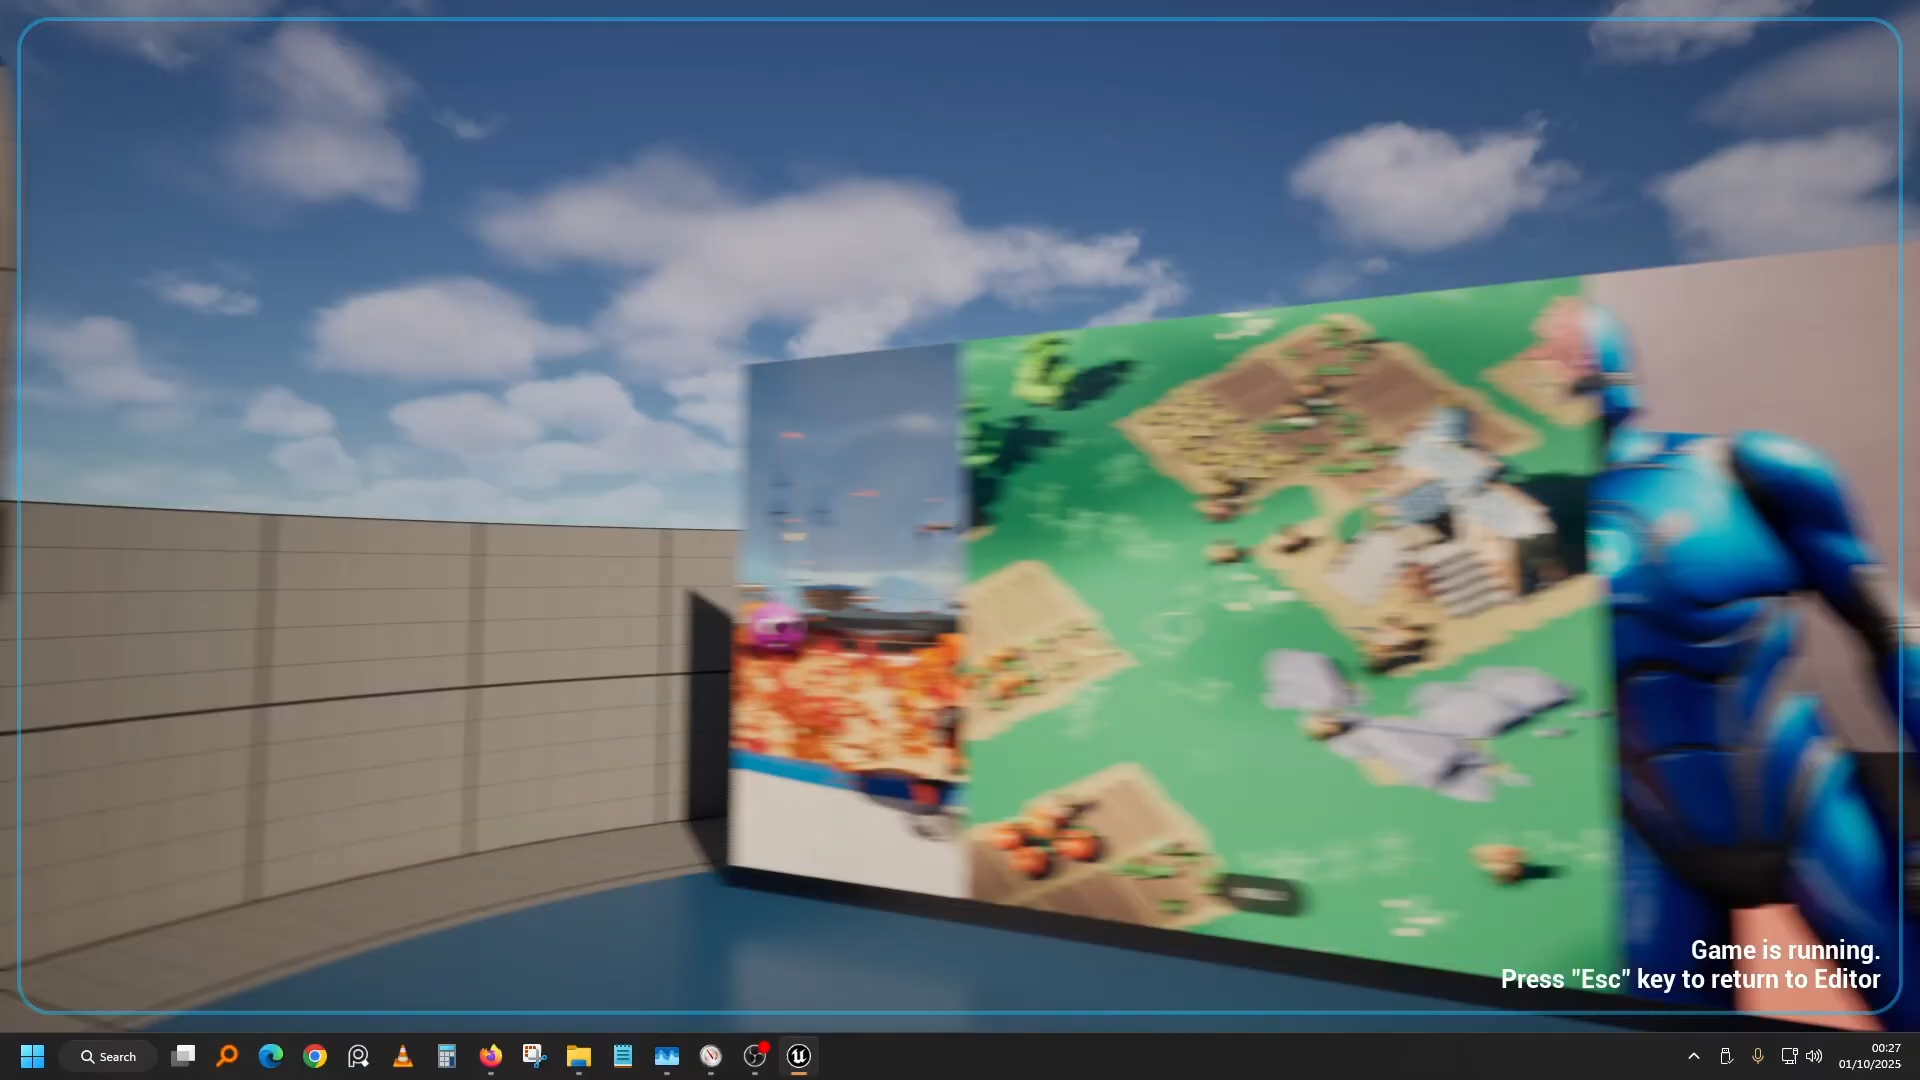 Game is running.
Press "Esc" key to return to Editor
Search
00:27
01/10/2025